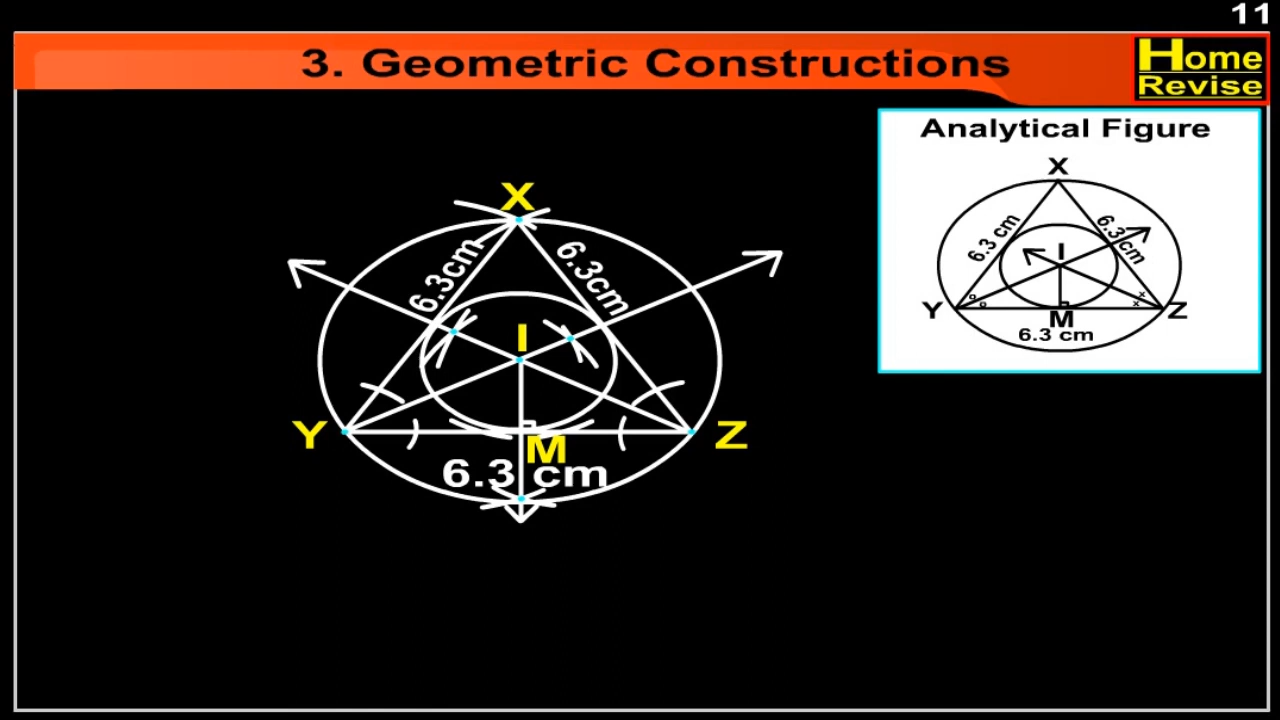 11
3. Geometric Constructions
Home
Revise
Analytical Figure
X
6.3 cm
6.3 cm
I
Y
M
Z
6.3 cm
X
6.3cm
6.3cm
I
Y
M
Z
6.3 cm